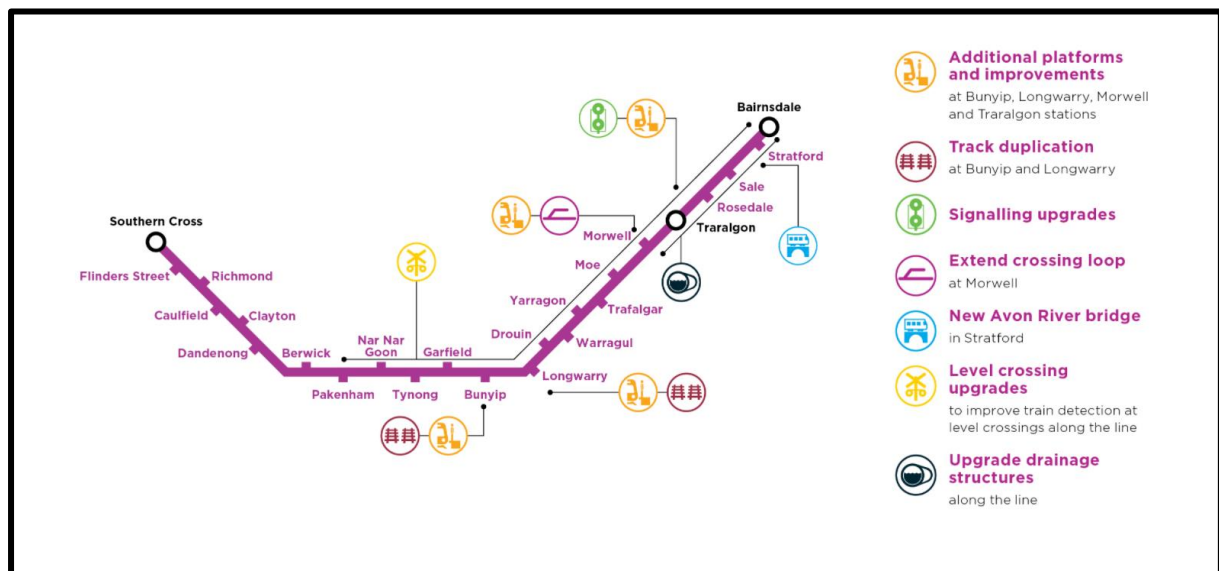 Southern Cross
Flinders Street
Richmond
Caulfield
Clayton
Dandenong
Berwick
Pakenham
Nar Nar
Goon
Tynong
Garfield
Bunyip
Longwarry
Drouin
Warragul
Yarragon
Trafalgar
Moe
Morwell
Traralgon
Rosedale
Sale
Stratford
Bairnsdale
Additional platforms
and improvements
at Bunyip, Longwarry, Morwell
and Traralgon stations
Track duplication
at Bunyip and Longwarry
Signalling upgrades
Extend crossing loop
at Morwell
New Avon River bridge
in Stratford
Level crossing
upgrades
to improve train detection at
level crossings along the line
Upgrade drainage
structures
along the line